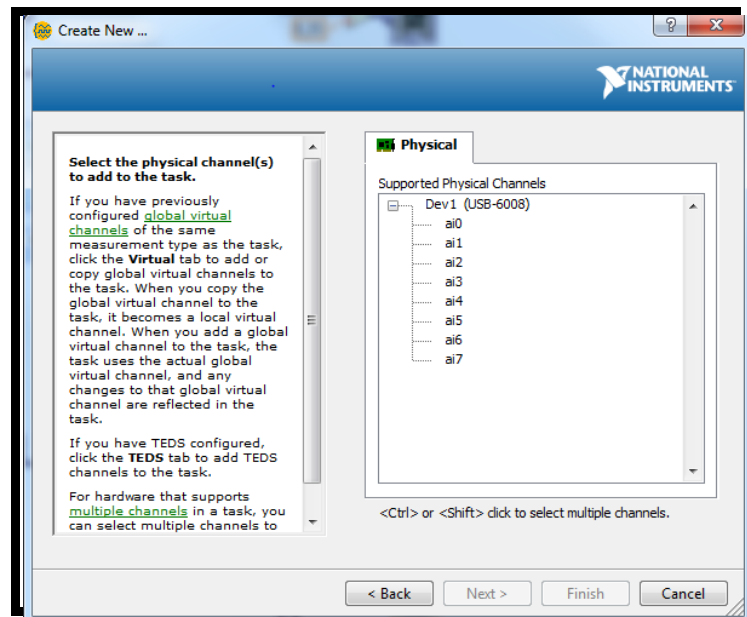 Create New ...
NATIONAL
INSTRUMENTS
Select the physical channel(s)
to add to the task.
If you have previously
configured global virtual
channels of the same
measurement type as the task,
click the Virtual tab to add or
copy global virtual channels to
the task. When you copy the
global virtual channel to the
task, it becomes a local virtual
channel. When you add a global
virtual channel to the task, the
task uses the actual global
virtual channel, and any
changes to that global virtual
channel are reflected in the
task.
If you have TEDS configured,
click the TEDS tab to add TEDS
channels to the task.
For hardware that supports
multiple channels in a task, you
can select multiple channels to
Physical
Supported Physical Channels
Dev1 (USB-6008)
ai0
ai1
ai2
ai3
ai4
ai5
ai6
ai7
<Ctrl> or <Shift> click to select multiple channels.
< Back Next > Finish Cancel